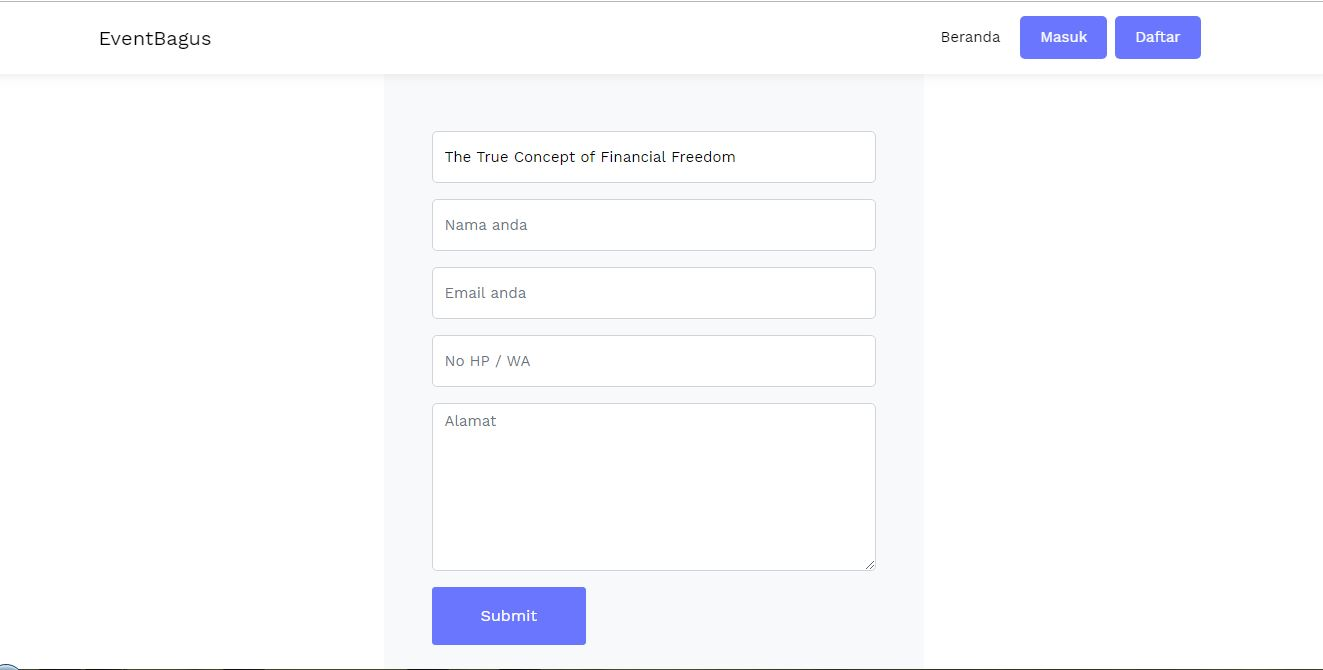 EventBagus
Beranda
Masuk
Daftar
The True Concept of Financial Freedom
Nama anda
Email anda
No HP / WA
Alamat
Submit